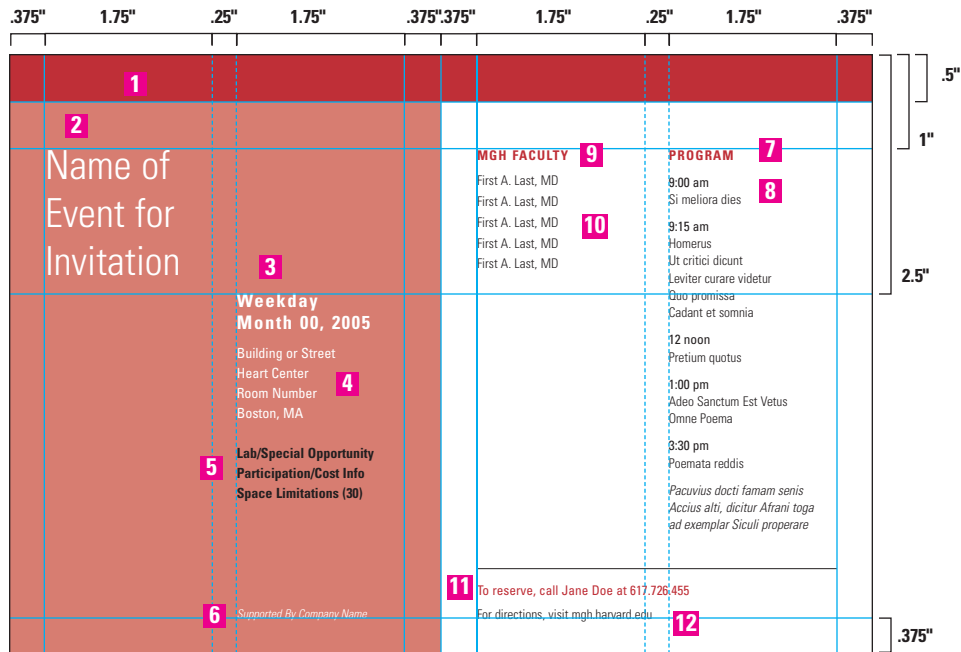 .375" 1.75" .25" 1.75" .375" .375" 1.75" .25" 1.75" .375"
.5"
1"
2.5"
.375"
1
2
Name of
Event for
Invitation
3
Weekday
Month 00, 2005
Building or Street
Heart Center
Room Number
Boston, MA
4
5
Lab/Special Opportunity
Participation/Cost Info
Space Limitations (30)
6
Supported By Company Name
MGH FACULTY
9
First A. Last, MD
First A. Last, MD
First A. Last, MD
First A. Last, MD
First A. Last, MD
10
PROGRAM
7
9:00 am
Si meliora dies
8
9:15 am
Homerus
Ut critici dicunt
Leviter curare videtur
Quo promissa
Cadant et somnia
12 noon
Pretium quotus
1:00 pm
Adeo Sanctum Est Vetus
Omne Poema
3:30 pm
Poemata reddis
Pacuvius docti famam senis
Accius alti, dicitur Afrani toga
ad exemplar Siculi properare
11
To reserve, call Jane Doe at 617.726.455
For directions, visit mgh.harvard.edu
12